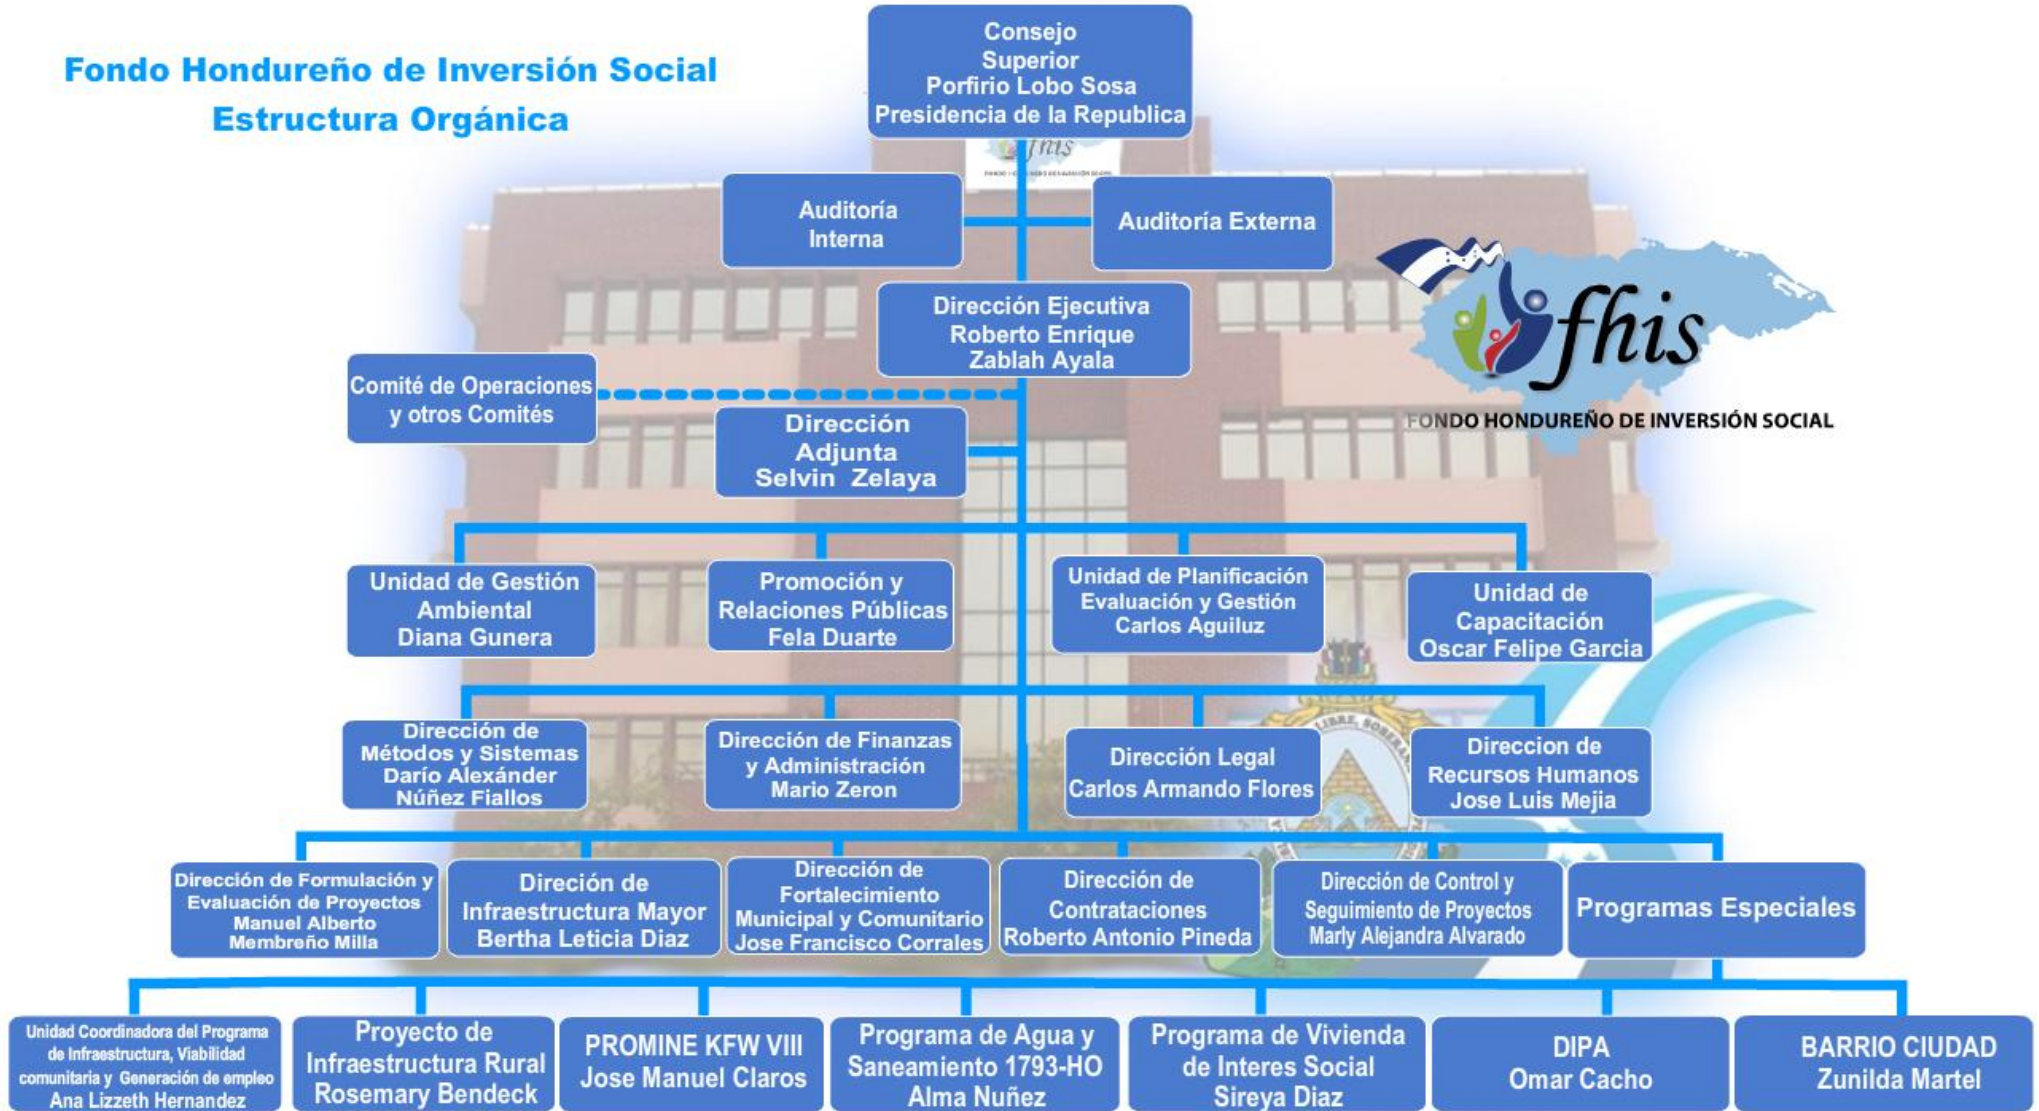 Fondo Hondureño de Inversión Social
Estructura Orgánica
Consejo
Superior
Porfirio Lobo Sosa
Presidencia de la Republica
fhis
Auditoría
Interna
Auditoría Externa
Dirección Ejecutiva
Roberto Enrique
Zablah Ayala
fhis
FONDO HONDUREÑO DE INVERSIÓN SOCIAL
Comité de Operaciones
y otros Comités
Dirección
Adjunta
Selvin Zelaya
Unidad de Gestión
Ambiental
Diana Gunera
Promoción y
Relaciones Públicas
Fela Duarte
Unidad de Planificación
Evaluación y Gestión
Carlos Aguiluz
Unidad de
Capacitación
Oscar Felipe Garcia
Dirección de
Métodos y Sistemas
Darío Alexánder
Núñez Fiallos
Dirección de Finanzas
y Administración
Mario Zeron
Dirección Legal
Carlos Armando Flores
Direccion de
Recursos Humanos
Jose Luis Mejia
LIBRE, SOBERA
Dirección de Formulación y
Evaluación de Proyectos
Manuel Alberto
Membreño Milla
Direción de
Infraestructura Mayor
Bertha Leticia Diaz
Dirección de
Fortalecimiento
Municipal y Comunitario
Jose Francisco Corrales
Dirección de
Contrataciones
Roberto Antonio Pineda
Dirección de Control y
Seguimiento de Proyectos
Marly Alejandra Alvarado
Programas Especiales
Unidad Coordinadora del Programa
de Infraestructura, Viabilidad
comunitaria y Generación de empleo
Ana Lizzeth Hernandez
Proyecto de
Infraestructura Rural
Rosemary Bendeck
PROMINE KFW VIII
Jose Manuel Claros
Programa de Agua y
Saneamiento 1793-HO
Alma Nuñez
Programa de Vivienda
de Interes Social
Sireya Diaz
DIPA
Omar Cacho
BARRIO CIUDAD
Zunilda Martel